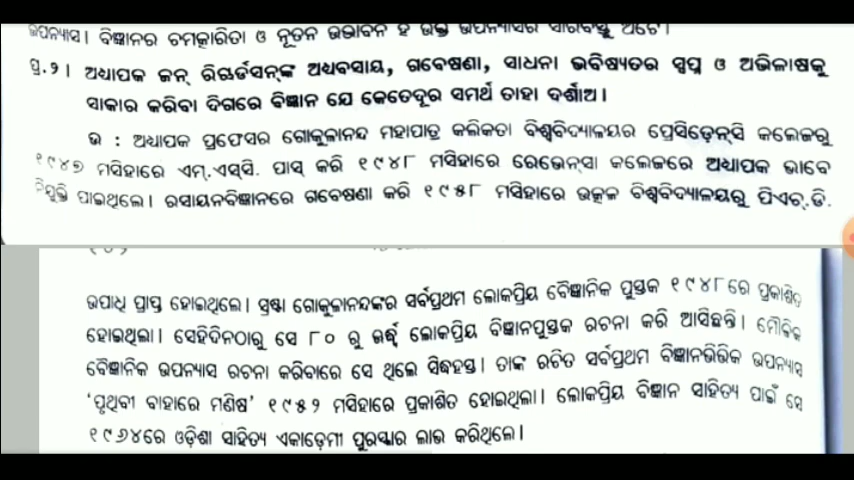 ଉପନ୍ୟାସ। ବିଜ୍ଞାନର ଚମତ୍କାରିତା ଓ ନୂତନ ଉଦ୍ଭାବନ ହିଁ ଉକ୍ତ ଉପନ୍ୟାସର ସାରବସ୍ତୁ ଅଟେ।
ପ୍ର.୨। ଅଧ୍ୟାପକ ଜନ୍ ରିଚାର୍ଡସନ୍‌ଙ୍କ ଅଧ୍ୟବସାୟ, ଗବେଷଣା, ସାଧନା ଭବିଷ୍ୟତର ସ୍ୱପ୍ନ ଓ ଅଭିଳାଷକୁ
ସାକାର କରିବା ଦିଗରେ ବିଜ୍ଞାନ ଯେ କେତେଦୂର ସମର୍ଥ ତାହା ଦର୍ଶାଅ।
ଉ : ଅଧ୍ୟାପକ ପ୍ରଫେସର ଗୋକୁଳାନନ୍ଦ ମହାପାତ୍ର କଲିକତା ବିଶ୍ୱବିଦ୍ୟାଳୟର ପ୍ରେସିଡ଼େନ୍‌ସି କଲେଜରୁ
୧୯୪୭ ମସିହାରେ ଏମ୍.ଏସ୍‌ସି. ପାସ୍ କରି ୧୯୪୮ ମସିହାରେ ରେଭେନ୍‌ସା କଲେଜରେ ଅଧ୍ୟାପକ ଭାବେ
ନିଯୁକ୍ତି ପାଇଥିଲେ। ରସାୟନବିଜ୍ଞାନରେ ଗବେଷଣା କରି ୧୯୫୮ ମସିହାରେ ଉତ୍କଳ ବିଶ୍ୱବିଦ୍ୟାଳୟରୁ ପିଏଚ୍.ଡି.
ଉପାଧି ପ୍ରାପ୍ତ ହୋଇଥିଲେ। ସ୍ରଷ୍ଟା ଗୋକୁଳାନନ୍ଦଙ୍କର ସର୍ବପ୍ରଥମ ଲୋକପ୍ରିୟ ବୈଜ୍ଞାନିକ ପୁସ୍ତକ ୧୯୪୮ରେ ପ୍ରକାଶିତ
ହୋଇଥିଲା। ସେହିଦିନଠାରୁ ସେ ୮୦ ରୁ ଊର୍ଦ୍ଧ୍ୱ ଲୋକପ୍ରିୟ ବିଜ୍ଞାନପୁସ୍ତକ ରଚନା କରି ଆସିଛନ୍ତି। ମୌଳିକ
ବୈଜ୍ଞାନିକ ଉପନ୍ୟାସ ରଚନା କରିବାରେ ସେ ଥିଲେ ସିଦ୍ଧହସ୍ତ। ତାଙ୍କ ରଚିତ ସର୍ବପ୍ରଥମ ବିଜ୍ଞାନଭିତ୍ତିକ ଉପନ୍ୟାସ
‘ପୃଥିବୀ ବାହାରେ ମଣିଷ’ ୧୯୫୨ ମସିହାରେ ପ୍ରକାଶିତ ହୋଇଥିଲା। ଲୋକପ୍ରିୟ ବିଜ୍ଞାନ ସାହିତ୍ୟ ପାଇଁ ସେ
୧୯୬୪ରେ ଓଡ଼ିଶା ସାହିତ୍ୟ ଏକାଡ଼େମୀ ପୁରସ୍କାର ଲାଭ କରିଥିଲେ।